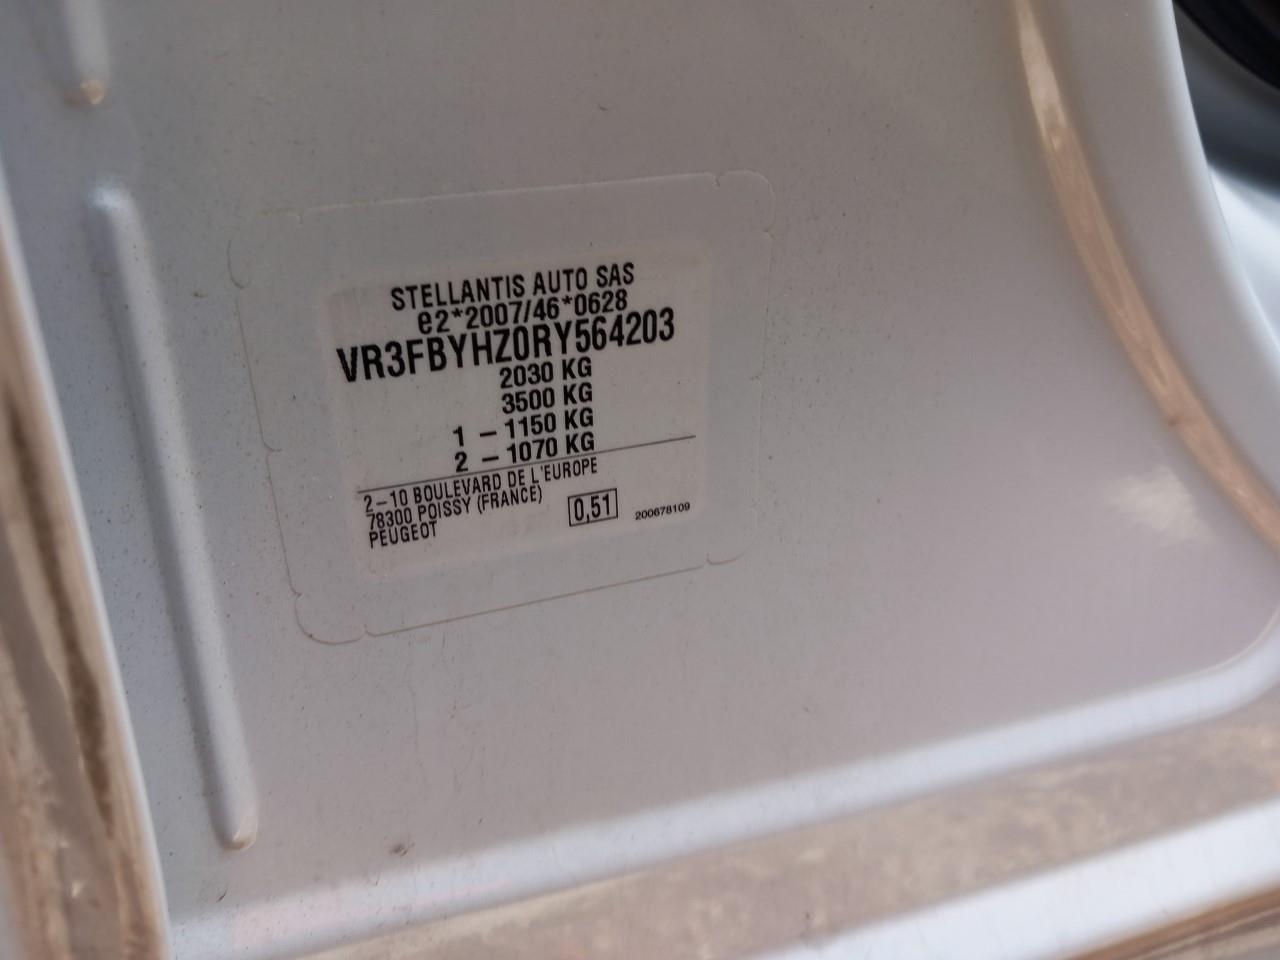 STELLANTIS AUTO SAS
e2*2007/46*0628
VR3FBYHZ0RY564203
2030 KG
3500 KG
1 – 1150 KG
2 – 1070 KG
2–10 BOULEVARD DE L'EUROPE
78300 POISSY (FRANCE)
PEUGEOT
0,51
200678109